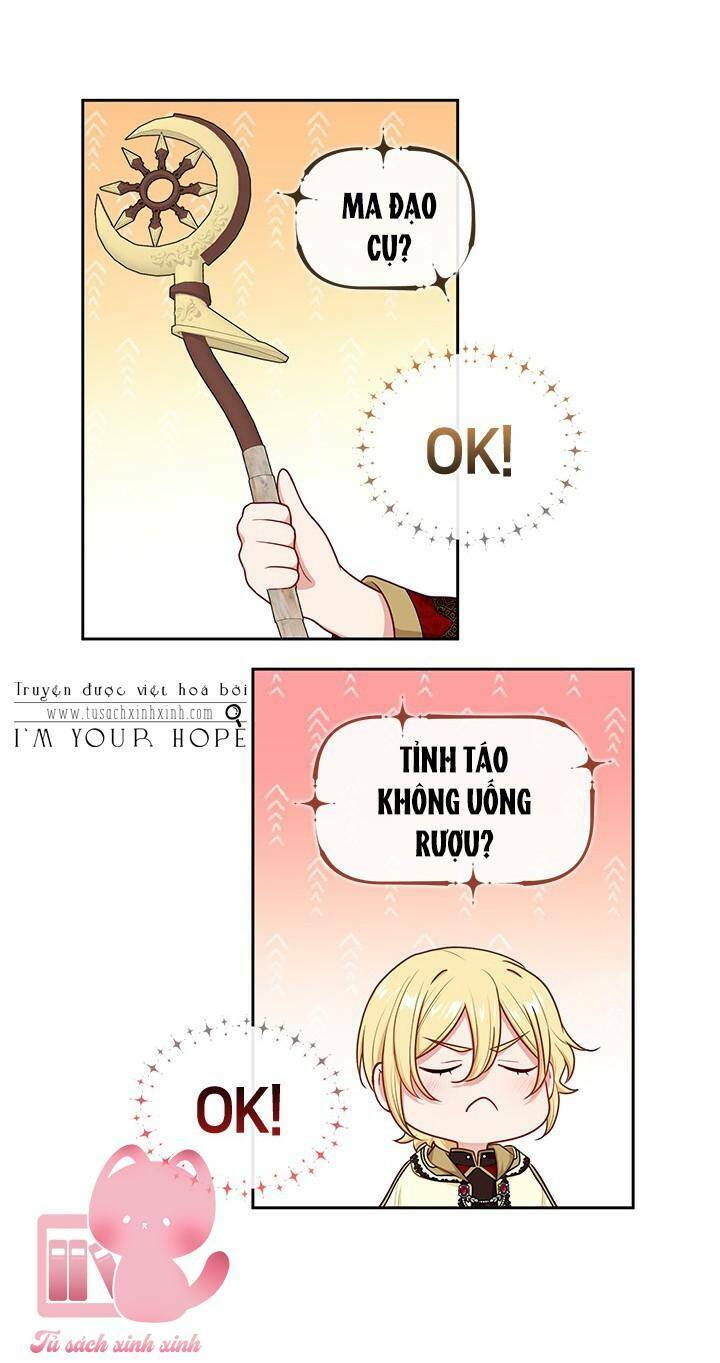 MA ĐẠO
CỤ?
OK!
Truyện được việt hoá bởi
www.tusachxinhxinh.com
I'M YOUR HOPE
TỈNH TÁO
KHÔNG UỐNG
RƯỢU?
OK!
Tủ sách xinh xinh